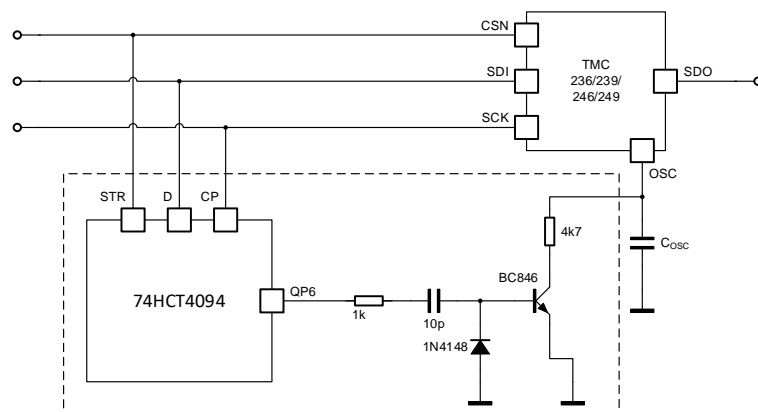 CSN
TMC
236/239/
246/249
SDI
SDO
SCK
OSC
STR
D
CP
4k7
COSC
BC846
74HCT4094
QP6
1k
10p
1N4148